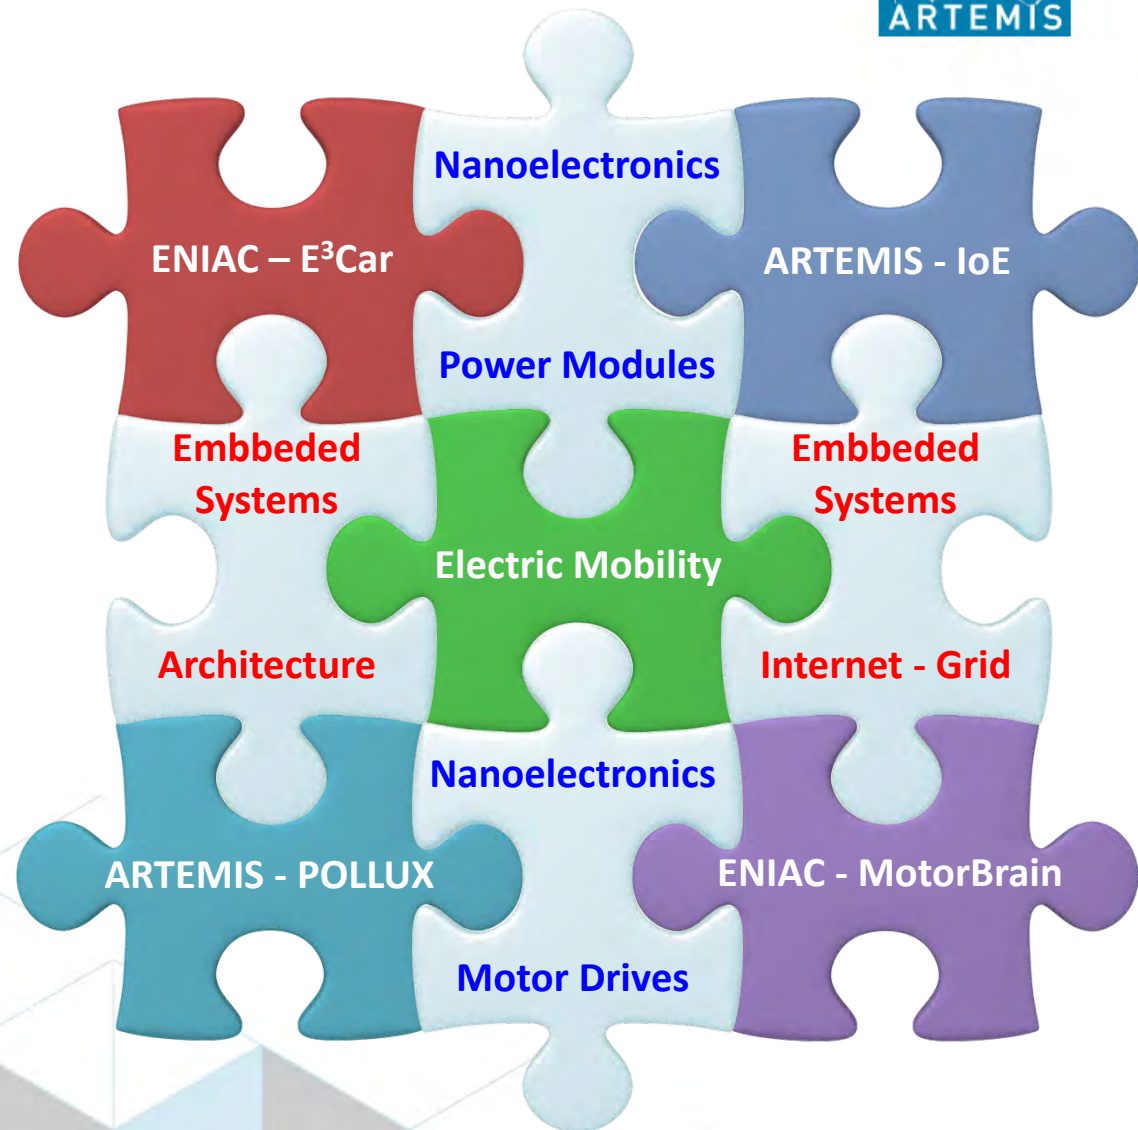 ARTEMIS
Nanoelectronics
ENIAC – E³Car
ARTEMIS - IoE
Power Modules
Embbeded
Systems
Embbeded
Systems
Electric Mobility
Architecture
Internet - Grid
Nanoelectronics
ARTEMIS - POLLUX
ENIAC - MotorBrain
Motor Drives